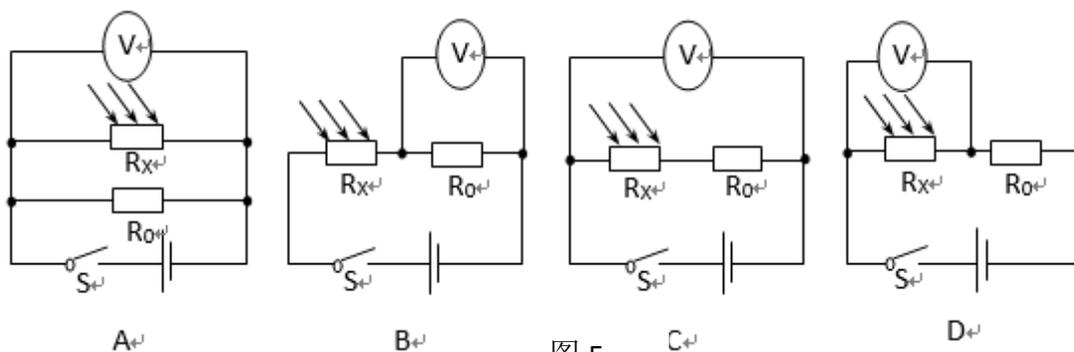 V↵ V↵ V↵ V↵
Rx↵ Rx↵ R0↵ Rx↵ R0↵ Rx↵ R0↵
R0↵
S↵ S↵ S↵ S↵
A↵ B↵ 图 5 C↵ D↵